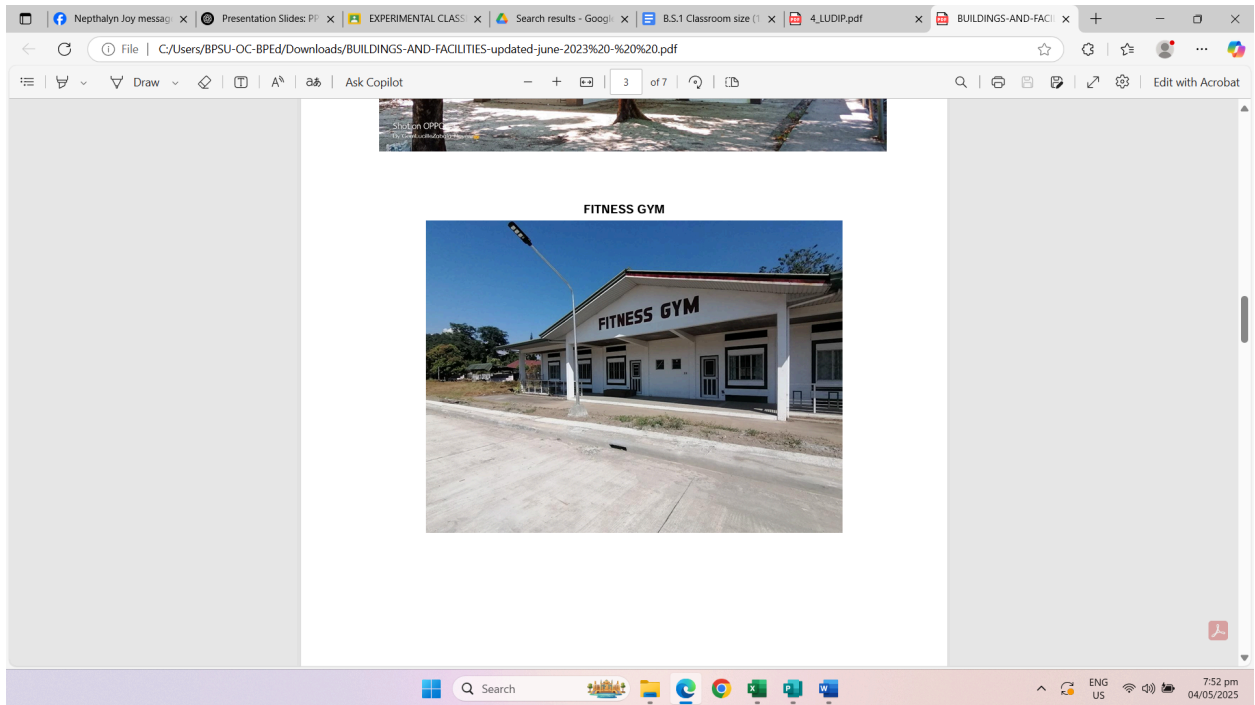 Nepthalyn Joy messag
Presentation Slides: PP
EXPERIMENTAL CLASS
Search results - Google
B.S.1 Classroom size (1
4_LUDIP.pdf
BUILDINGS-AND-FACIL
File
C:/Users/BPSU-OC-BPEd/Downloads/BUILDINGS-AND-FACILITIES-updated-june-2023%20-%20%20.pdf
Draw
Ask Copilot
3 of 7
Edit with Acrobat
Shot on OPPO
FITNESS GYM
FITNESS GYM
Search
ENG
US
7:52 pm
04/05/2025